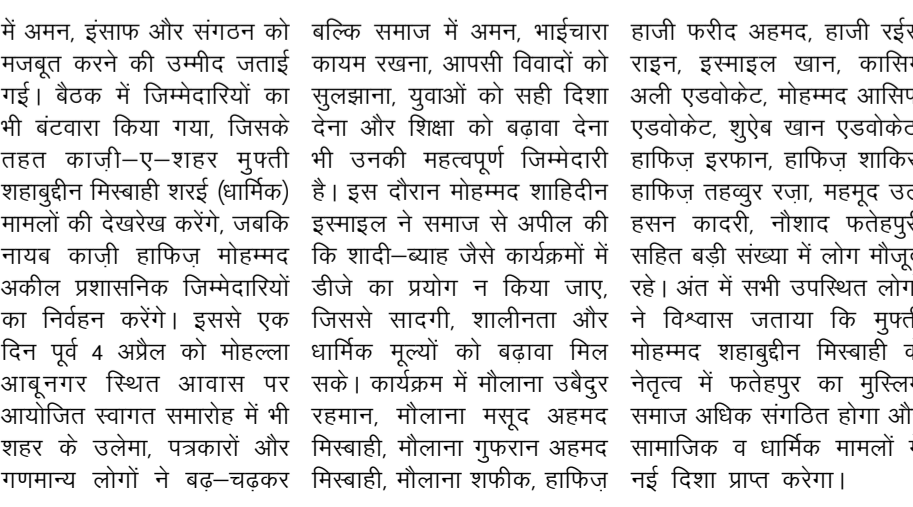 में अमन, इंसाफ और संगठन को
मजबूत करने की उम्मीद जताई
गई। बैठक में जिम्मेदारियों का
भी बंटवारा किया गया, जिसके
तहत काज़ी–ए–शहर मुफ्ती
शहाबुद्दीन मिस्बाही शरई (धार्मिक)
मामलों की देखरेख करेंगे, जबकि
नायब काज़ी हाफिज़ मोहम्मद
अकील प्रशासनिक जिम्मेदारियों
का निर्वहन करेंगे। इससे एक
दिन पूर्व 4 अप्रैल को मोहल्ला
आबूनगर स्थित आवास पर
आयोजित स्वागत समारोह में भी
शहर के उलेमा, पत्रकारों और
गणमान्य लोगों ने बढ़–चढ़कर
बल्कि समाज में अमन, भाईचारा
कायम रखना, आपसी विवादों को
सुलझाना, युवाओं को सही दिशा
देना और शिक्षा को बढ़ावा देना
भी उनकी महत्वपूर्ण जिम्मेदारी
है। इस दौरान मोहम्मद शाहिदीन
इस्माइल ने समाज से अपील की
कि शादी–ब्याह जैसे कार्यक्रमों में
डीजे का प्रयोग न किया जाए,
जिससे सादगी, शालीनता और
धार्मिक मूल्यों को बढ़ावा मिल
सके। कार्यक्रम में मौलाना उबैदुर
रहमान, मौलाना मसूद अहमद
मिस्बाही, मौलाना गुफरान अहमद
मिस्बाही, मौलाना शफीक, हाफिज़
हाजी फरीद अहमद, हाजी रईस
राइन, इस्माइल खान, कासिम
अली एडवोकेट, मोहम्मद आसिफ
एडवोकेट, शुऐब खान एडवोकेट
हाफिज़ इरफान, हाफिज़ शाकिर
हाफिज़ तहव्वुर रज़ा, महमूद उल
हसन कादरी, नौशाद फतेहपुरी
सहित बड़ी संख्या में लोग मौजूद
रहे। अंत में सभी उपस्थित लोगों
ने विश्वास जताया कि मुफ्ती
मोहम्मद शहाबुद्दीन मिस्बाही के
नेतृत्व में फतेहपुर का मुस्लिम
समाज अधिक संगठित होगा और
सामाजिक व धार्मिक मामलों में
नई दिशा प्राप्त करेगा।